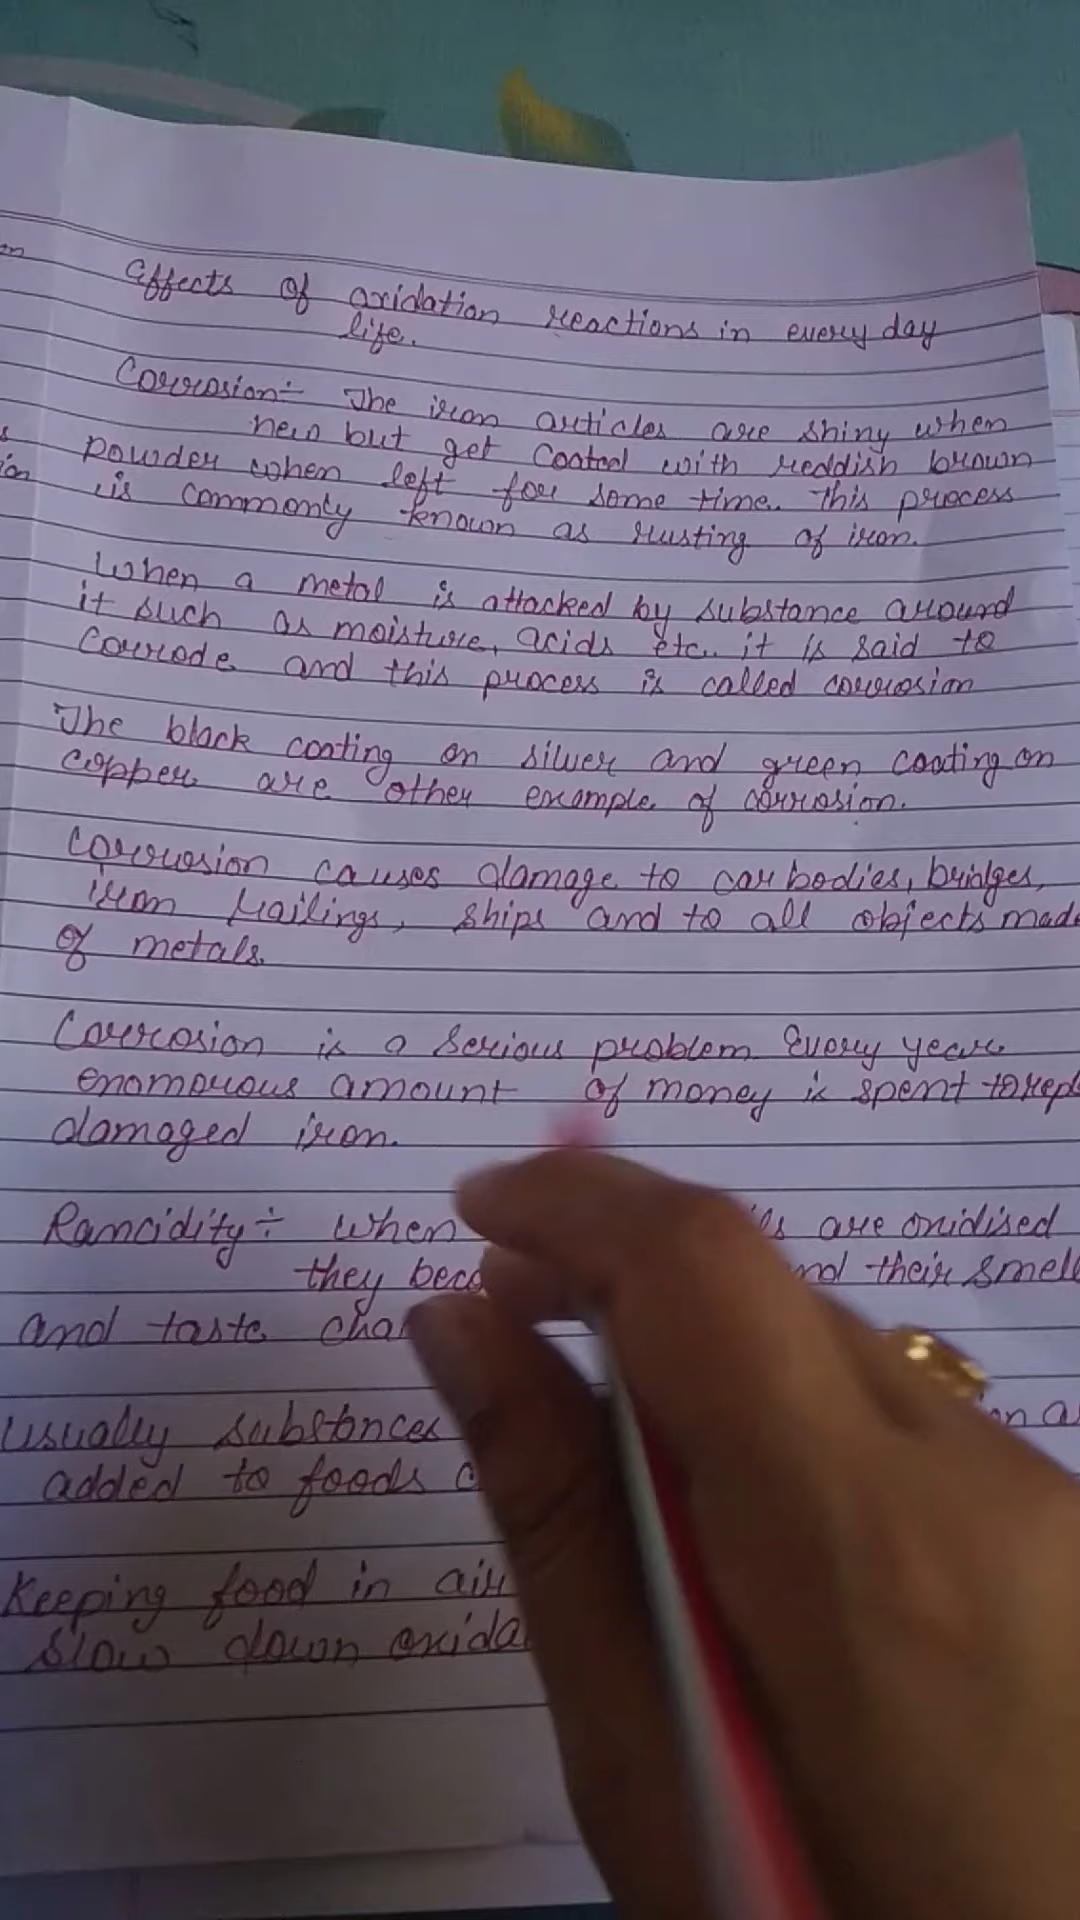 Effects of oxidation reactions in every day
life.
Corrosion÷ The iron articles are shiny when
new but get coated with reddish brown
powder when left for some time. This process
is commonly known as rusting of iron.
When a metal is attacked by substance around
it such as moisture, acids etc. it is said to
corrode and this process is called corrosion
The black coating on silver and green coating on
copper are other example of corrosion.
Corrosion causes damage to car bodies, bridges,
iron railings, ships and to all objects made
of metals.
Corrosion is a serious problem Every year
enomorous amount of money is spent to rep
damaged iron.
Rancidity÷ when are oxidised
they and their smell
and taste
Usually substances
added to foods
Keeping food in air
slow down